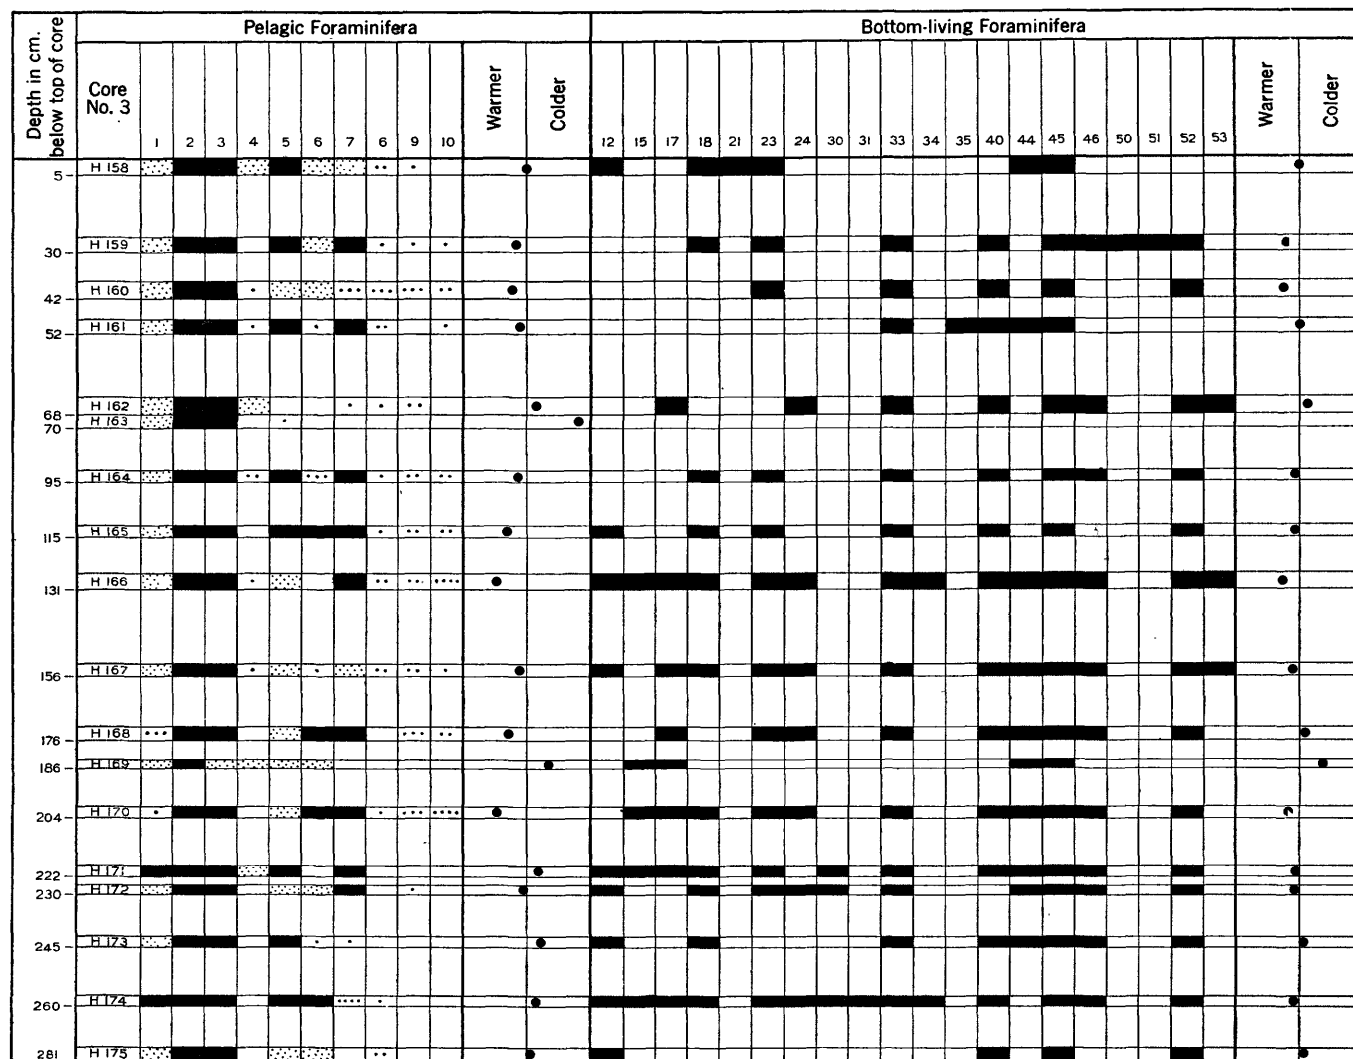 Pelagic Foraminifera
Bottom-living Foraminifera
Depth in cm.
below top of core
Core
No. 3
1 2 3 4 5 6 7 8 9 10
Warmer
Colder
12 15 17 18 21 23 24 30 31 33 34 35 40 44 45 46 50 51 52 53
Warmer
Colder
H 158
5
H 159
30
H 160
42
H 161
52
H 162
68
H 163
70
H 164
95
H 165
115
H 166
131
H 167
156
H 168
176
H 169
186
H 170
204
H 171
222
H 172
230
H 173
245
H 174
260
H 175
281